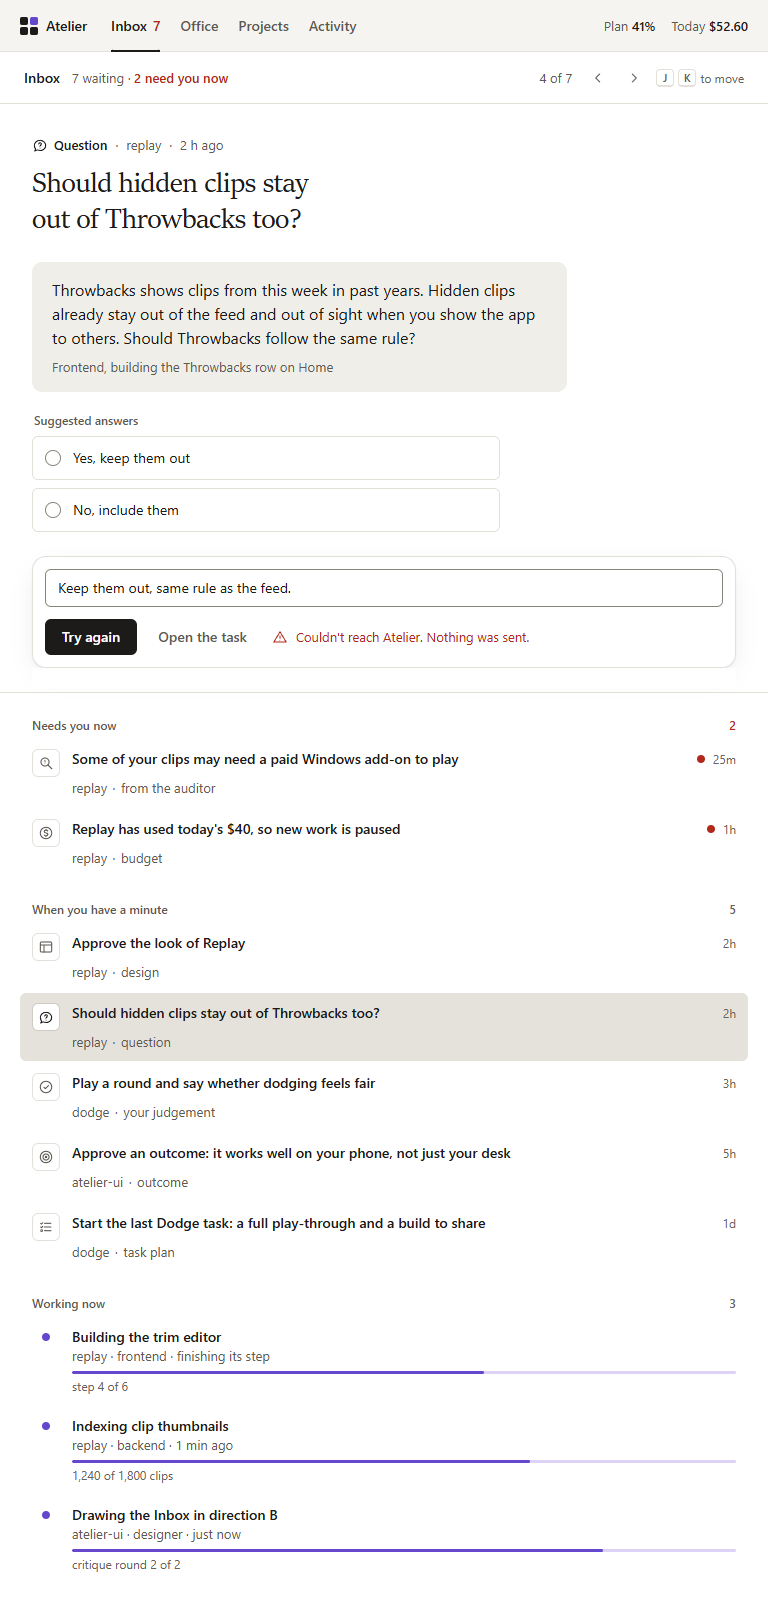 Atelier Inbox 7 Office Projects Activity Plan 41% Today $52.60
Inbox 7 waiting · 2 need you now 4 of 7 J K to move
Question · replay · 2 h ago
Should hidden clips stay
out of Throwbacks too?
Throwbacks shows clips from this week in past years. Hidden clips
already stay out of the feed and out of sight when you show the app
to others. Should Throwbacks follow the same rule?
Frontend, building the Throwbacks row on Home
Suggested answers
Yes, keep them out
No, include them
Keep them out, same rule as the feed.
Try again Open the task Couldn't reach Atelier. Nothing was sent.
Needs you now 2
Some of your clips may need a paid Windows add-on to play 25m
replay · from the auditor
Replay has used today's $40, so new work is paused 1h
replay · budget
When you have a minute 5
Approve the look of Replay 2h
replay · design
Should hidden clips stay out of Throwbacks too? 2h
replay · question
Play a round and say whether dodging feels fair 3h
dodge · your judgement
Approve an outcome: it works well on your phone, not just your desk 5h
atelier-ui · outcome
Start the last Dodge task: a full play-through and a build to share 1d
dodge · task plan
Working now 3
Building the trim editor
replay · frontend · finishing its step
step 4 of 6
Indexing clip thumbnails
replay · backend · 1 min ago
1,240 of 1,800 clips
Drawing the Inbox in direction B
atelier-ui · designer · just now
critique round 2 of 2